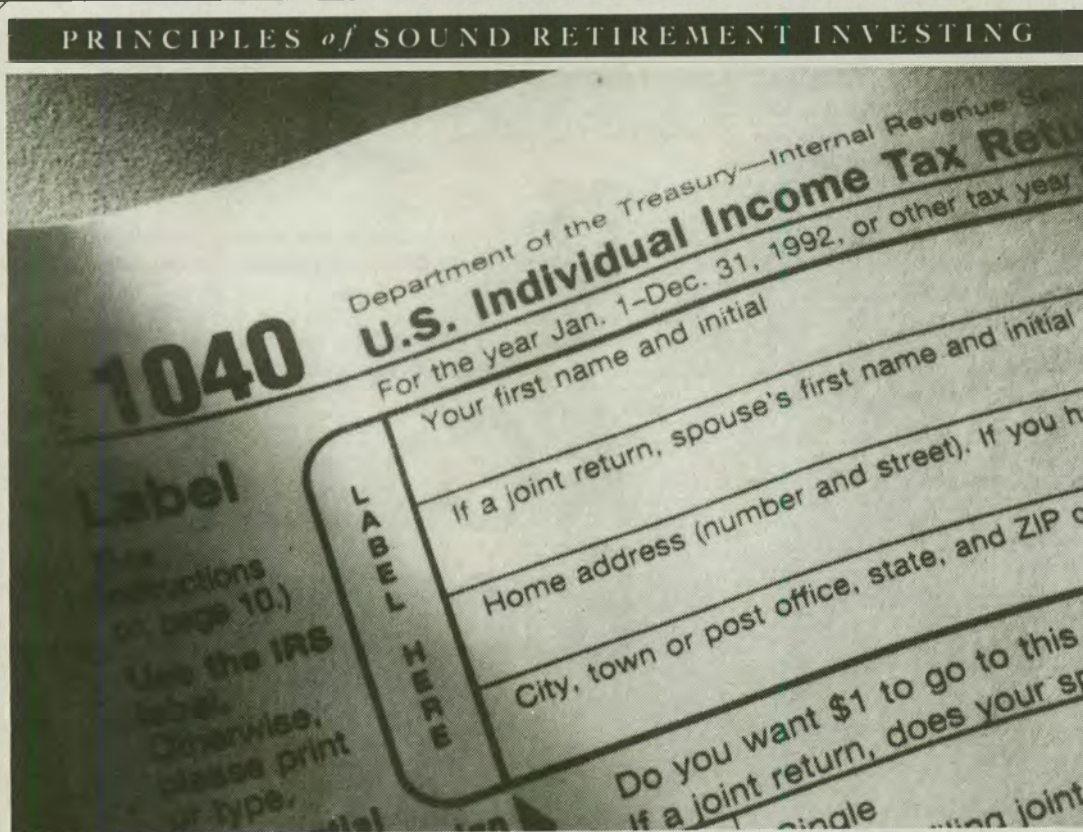 PRINCIPLES of SOUND RETIREMENT INVESTING
Department of the Treasury—Internal Revenue
U.S. Individual Income Tax
1040
For the year Jan. 1–Dec. 31, 1992, or other tax year
Label
instructions
on page 10.)
Use the IRS
label.
Otherwise,
please print
or type.
LABEL HERE
Your first name and initial
If a joint return, spouse's first name and initial
Home address (number and street). If you
City, town or post office, state, and ZIP
Do you want $1 to go to this
If a joint return, does your
Single
filing joint